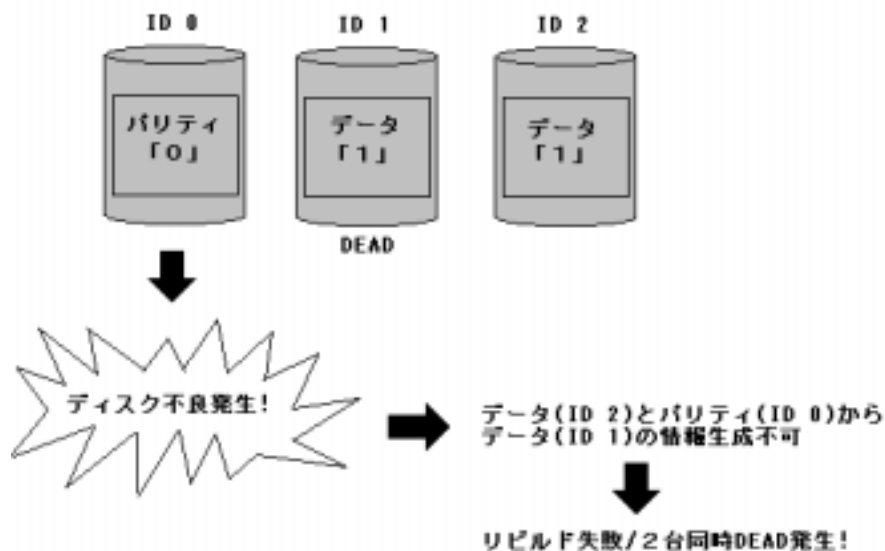 ID 0
ID 1
ID 2
パリティ
「0」
データ
「1」
データ
「1」
DEAD
ディスク不良発生!
データ(ID 2)とパリティ(ID 0)から
データ(ID 1)の情報生成不可
リビルド失敗/2台同時DEAD発生!